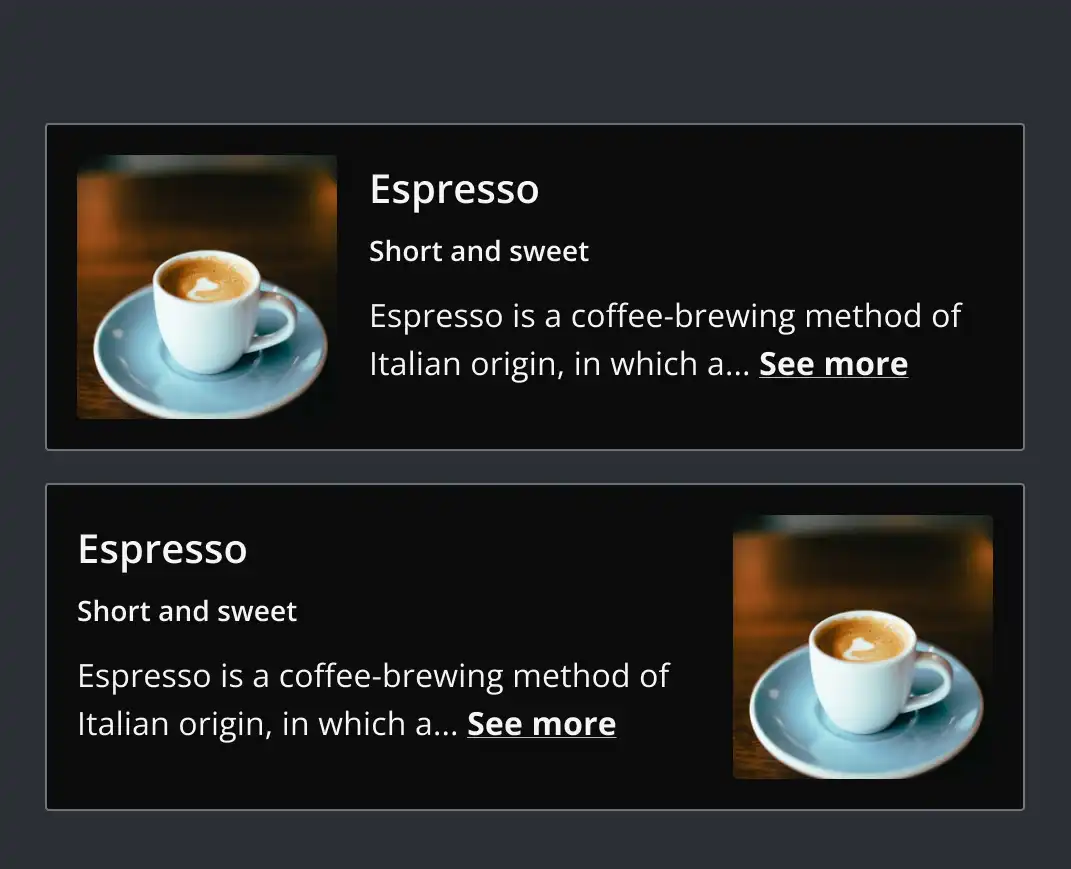 Espresso
Short and sweet
Espresso is a coffee-brewing method of
Italian origin, in which a... See more
Espresso
Short and sweet
Espresso is a coffee-brewing method of
Italian origin, in which a... See more